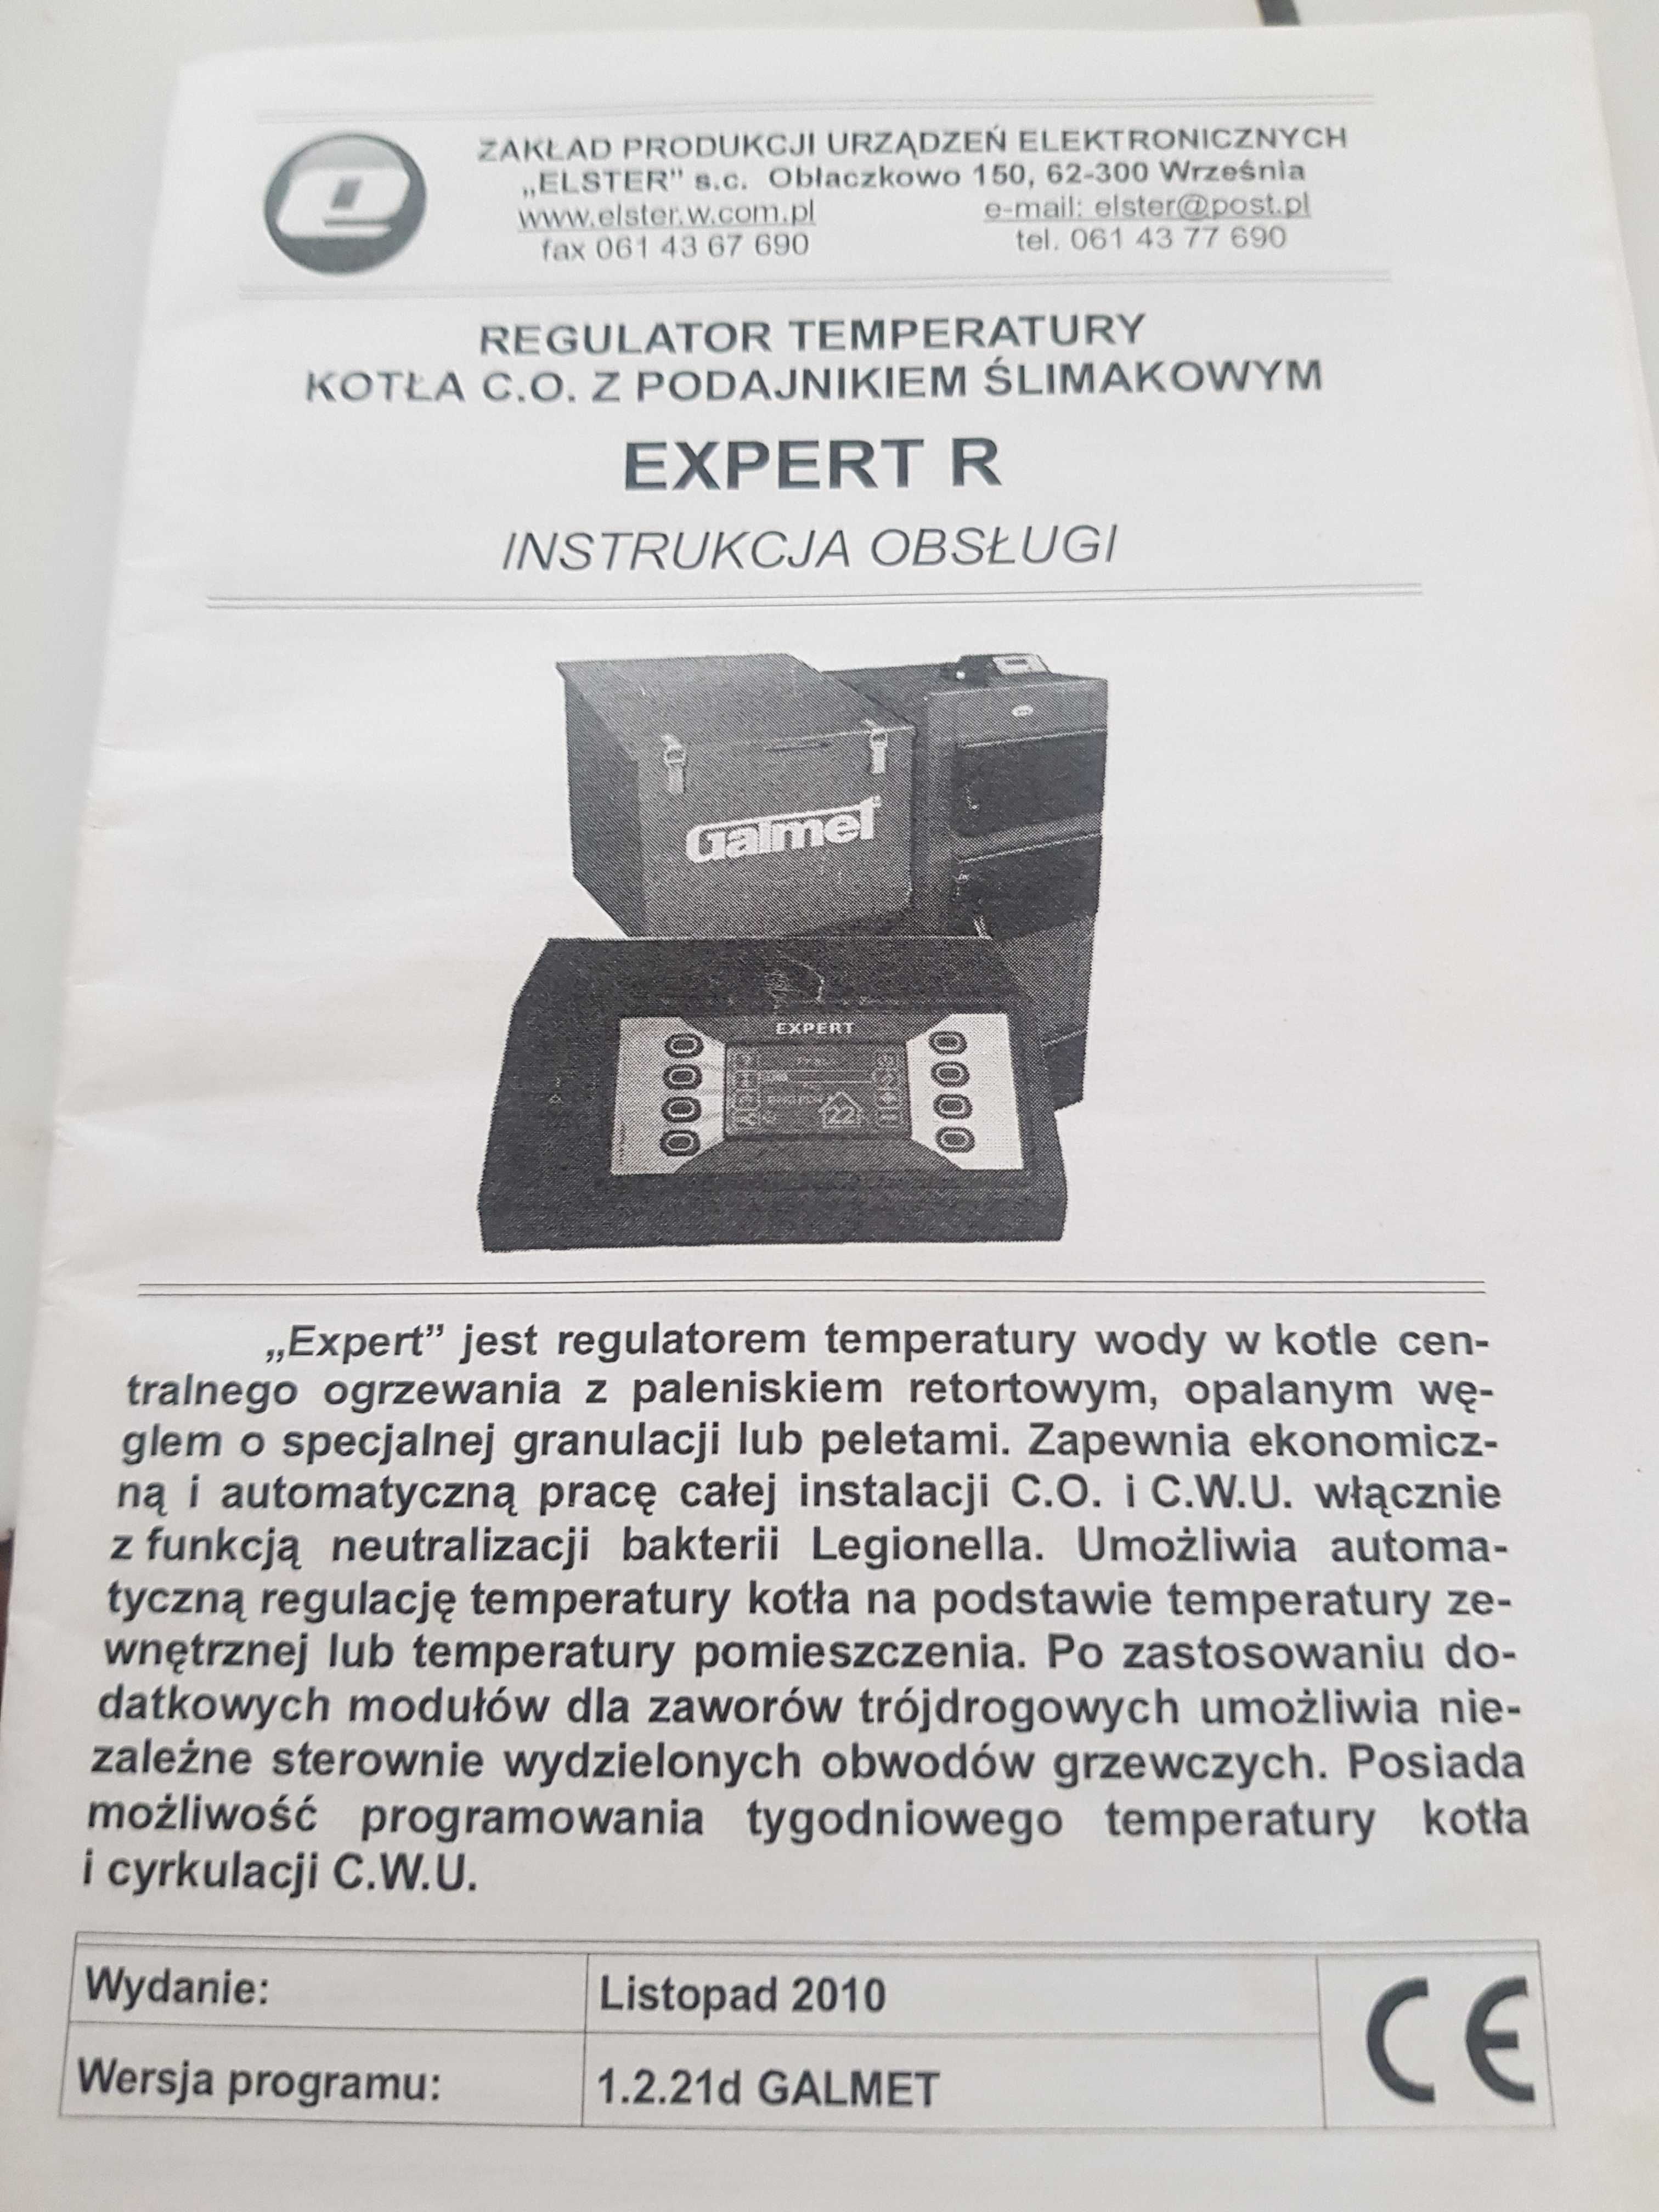 ZAKŁAD PRODUKCJI URZĄDZEŃ ELEKTRONICZNYCH
„ELSTER” s.c. Obłaczkowo 150, 62-300 Września
www.elster.w.com.pl e-mail: elster@post.pl
fax 061 43 67 690 tel. 061 43 77 690
REGULATOR TEMPERATURY
KOTŁA C.O. Z PODAJNIKIEM ŚLIMAKOWYM
EXPERT R
INSTRUKCJA OBSŁUGI
Galmet
EXPERT
22
„Expert” jest regulatorem temperatury wody w kotle cen-
tralnego ogrzewania z paleniskiem retortowym, opalanym wę-
glem o specjalnej granulacji lub peletami. Zapewnia ekonomicz-
ną i automatyczną pracę całej instalacji C.O. i C.W.U. włącznie
z funkcją neutralizacji bakterii Legionella. Umożliwia automa-
tyczną regulację temperatury kotła na podstawie temperatury ze-
wnętrznej lub temperatury pomieszczenia. Po zastosowaniu do-
datkowych modułów dla zaworów trójdrogowych umożliwia nie-
zależne sterownie wydzielonych obwodów grzewczych. Posiada
możliwość programowania tygodniowego temperatury kotła
i cyrkulacji C.W.U.
Wydanie: Listopad 2010
Wersja programu: 1.2.21d GALMET
CE